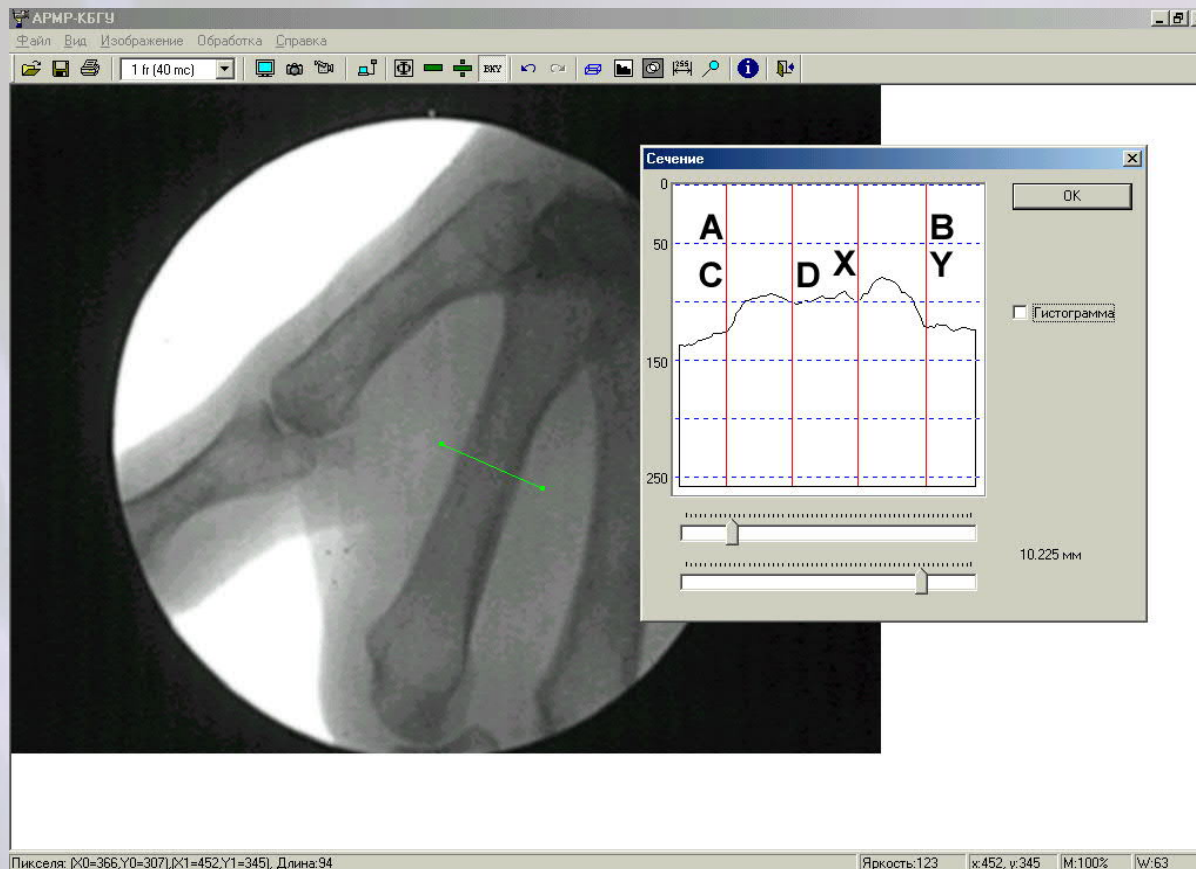 АРМР-КБГУ
Файл Вид Изображение Обработка Справка
1 fr (40 mc) Ф ВКУ 255 i
Сечение
0
OK
A B
50
C D X Y
Гистограмма
150
250
10.225 мм
Пикселя: (X0=366,Y0=307),(X1=452,Y1=345), Длина:94 Яркость:123 x:452, y:345 М:100% W:63